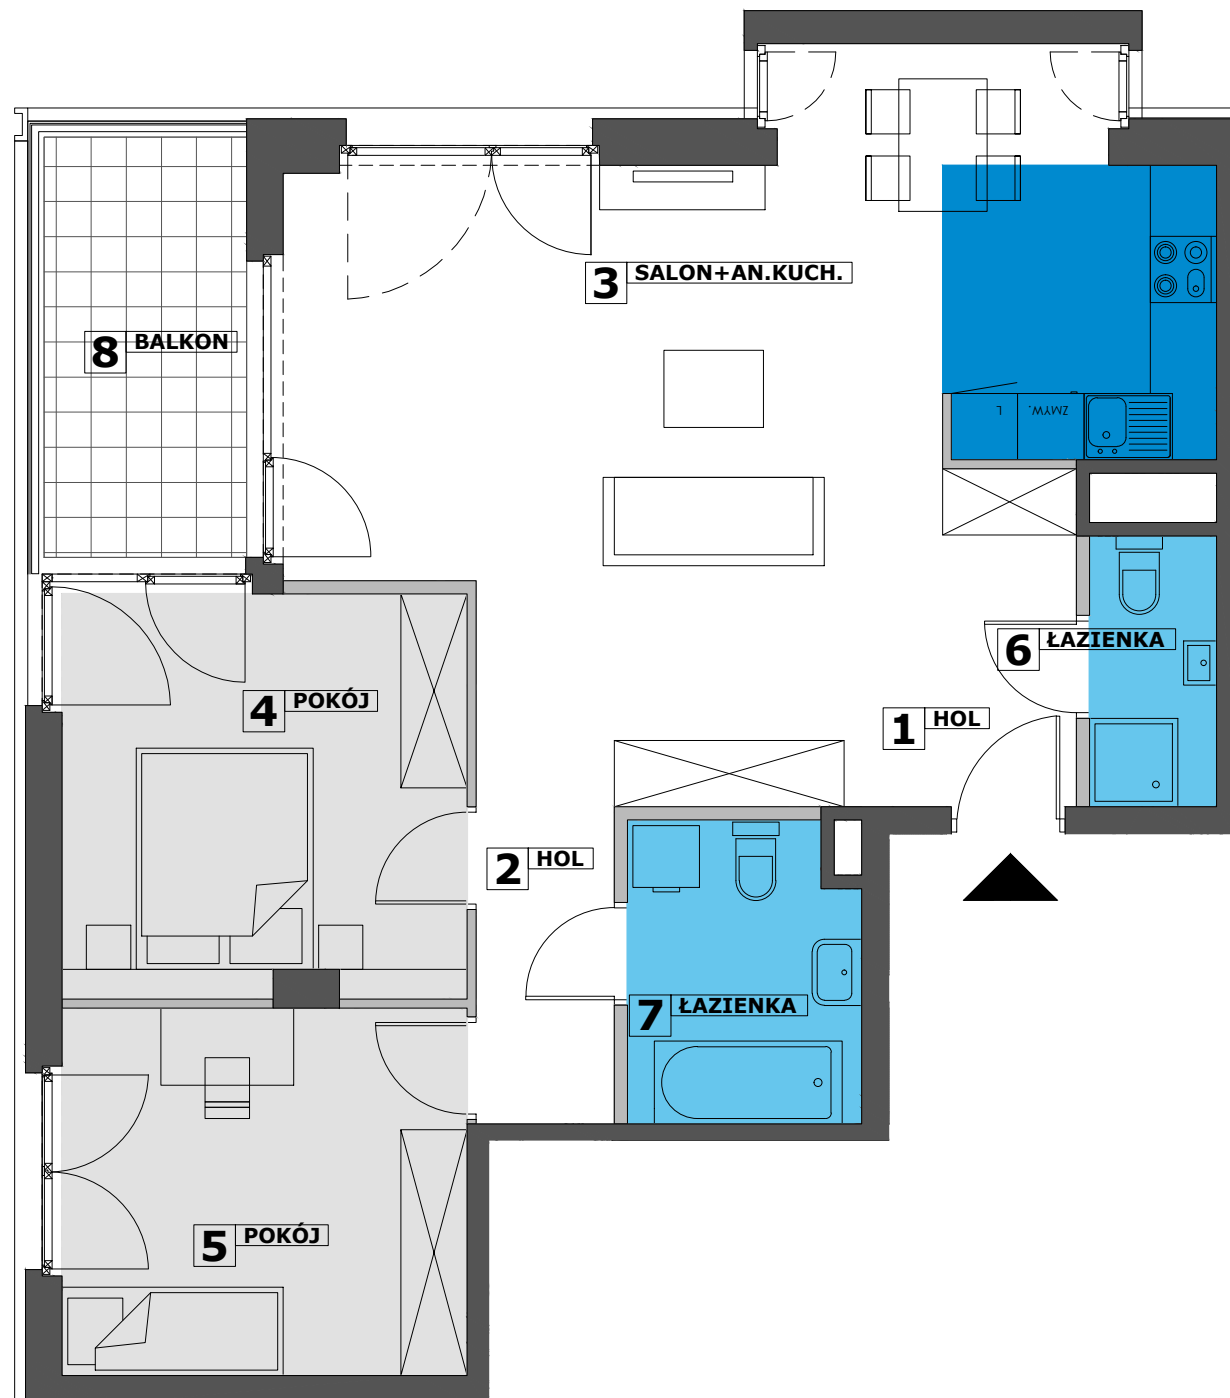 3 SALON+AN.KUCH.
8 BALKON
L ZMYW.
6 ŁAZIENKA
4 POKÓJ
1 HOL
2 HOL
7 ŁAZIENKA
5 POKÓJ